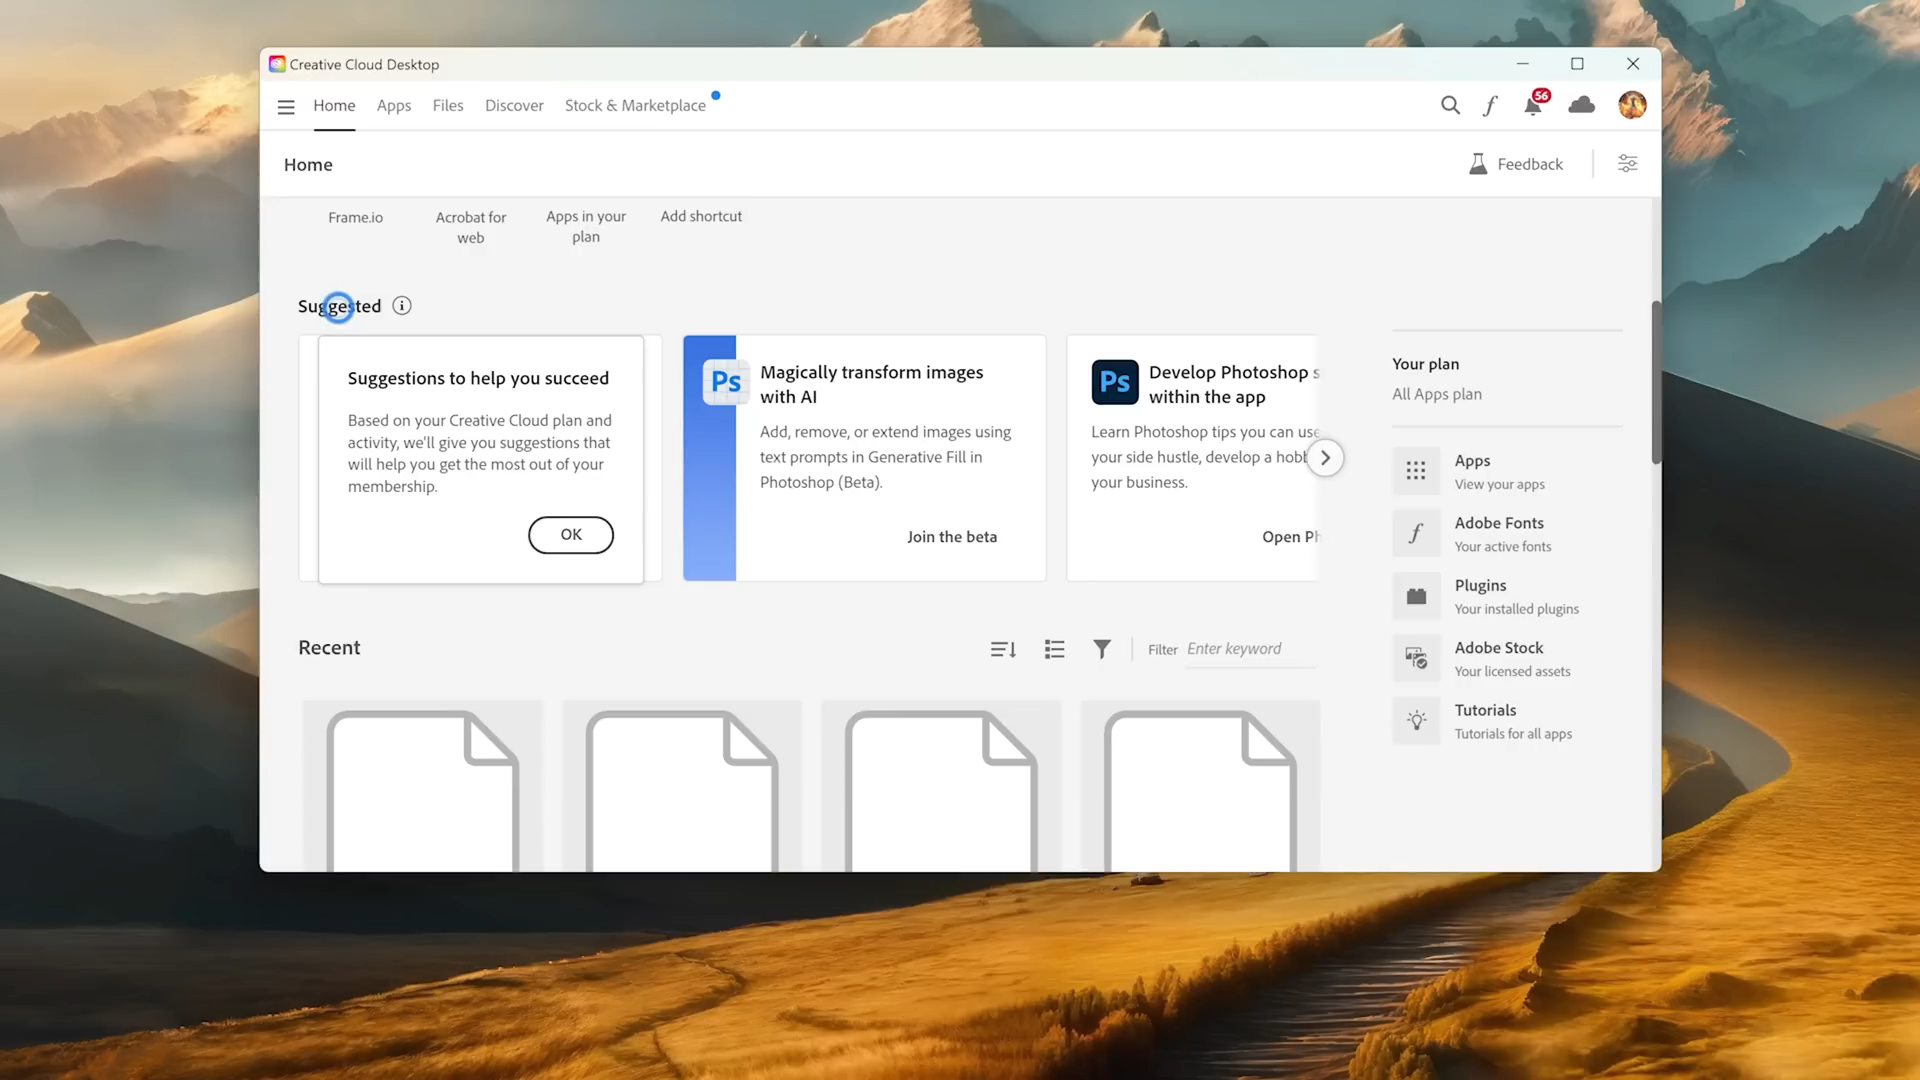 Creative Cloud Desktop
Home Apps Files Discover Stock & Marketplace
56
Home
Feedback
Frame.io
Acrobat for
web
Apps in your
plan
Add shortcut
Suggested
Suggestions to help you succeed
Based on your Creative Cloud plan and
activity, we'll give you suggestions that
will help you get the most out of your
membership.
OK
Ps
Magically transform images
with AI
Add, remove, or extend images using
text prompts in Generative Fill in
Photoshop (Beta).
Join the beta
Ps
Develop Photoshop s
within the app
Learn Photoshop tips you can use
your side hustle, develop a hobb
your business.
Open Ph
Your plan
All Apps plan
Apps
View your apps
Adobe Fonts
Your active fonts
Plugins
Your installed plugins
Adobe Stock
Your licensed assets
Tutorials
Tutorials for all apps
Recent
Filter Enter keyword